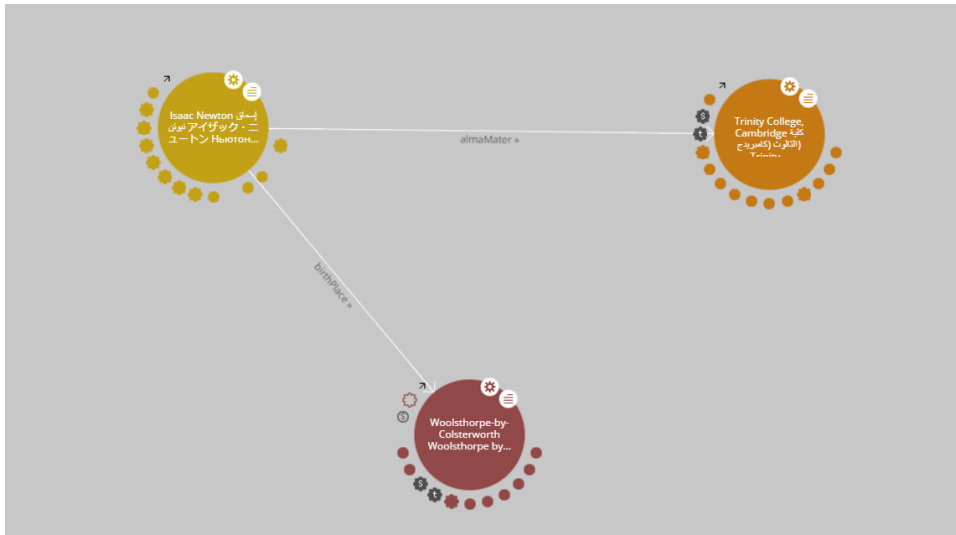 Isaac Newton إسحاق
نيوتن アイザック・ニ
ュートン Ньютон...
almaMater »
Trinity College,
Cambridge كلية
الثالوث (كامبريدج)
Trinity
birthPlace »
Woolsthorpe-by-
Colsterworth
Woolsthorpe by...
S
t
S
S
t